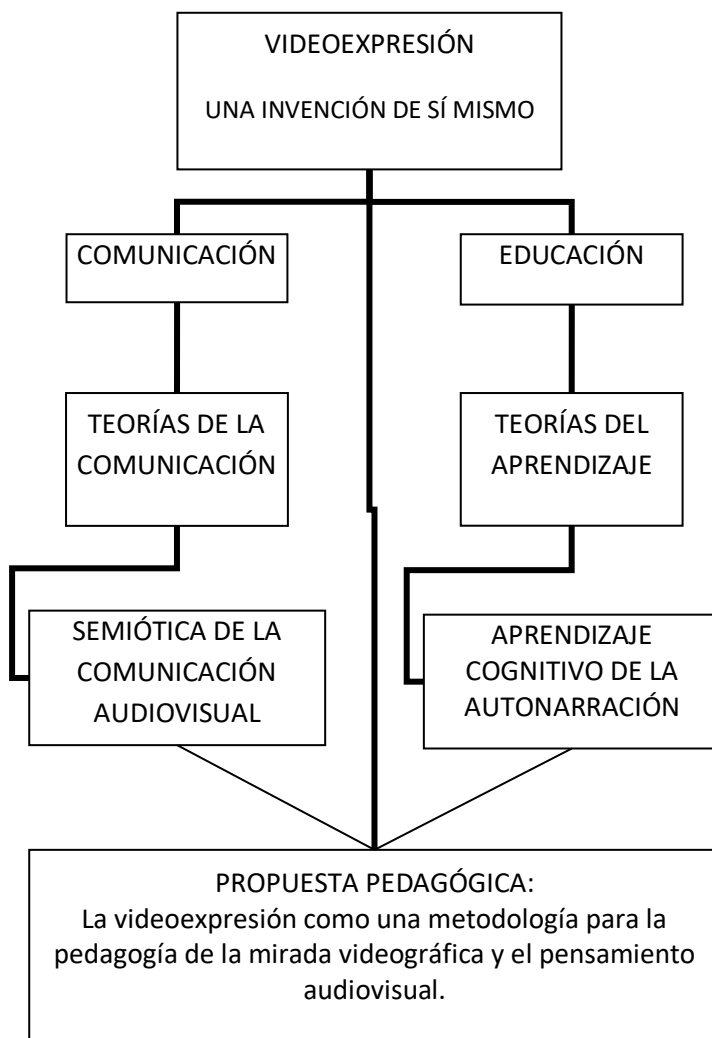 VIDEOEXPRESIÓN
UNA INVENCIÓN DE SÍ MISMO
COMUNICACIÓN
EDUCACIÓN
TEORÍAS DE LA
COMUNICACIÓN
TEORÍAS DEL
APRENDIZAJE
SEMIÓTICA DE LA
COMUNICACIÓN
AUDIOVISUAL
APRENDIZAJE
COGNITIVO DE LA
AUTONARRACIÓN
PROPUESTA PEDAGÓGICA:
La videoexpresión como una metodología para la
pedagogía de la mirada videográfica y el pensamiento
audiovisual.